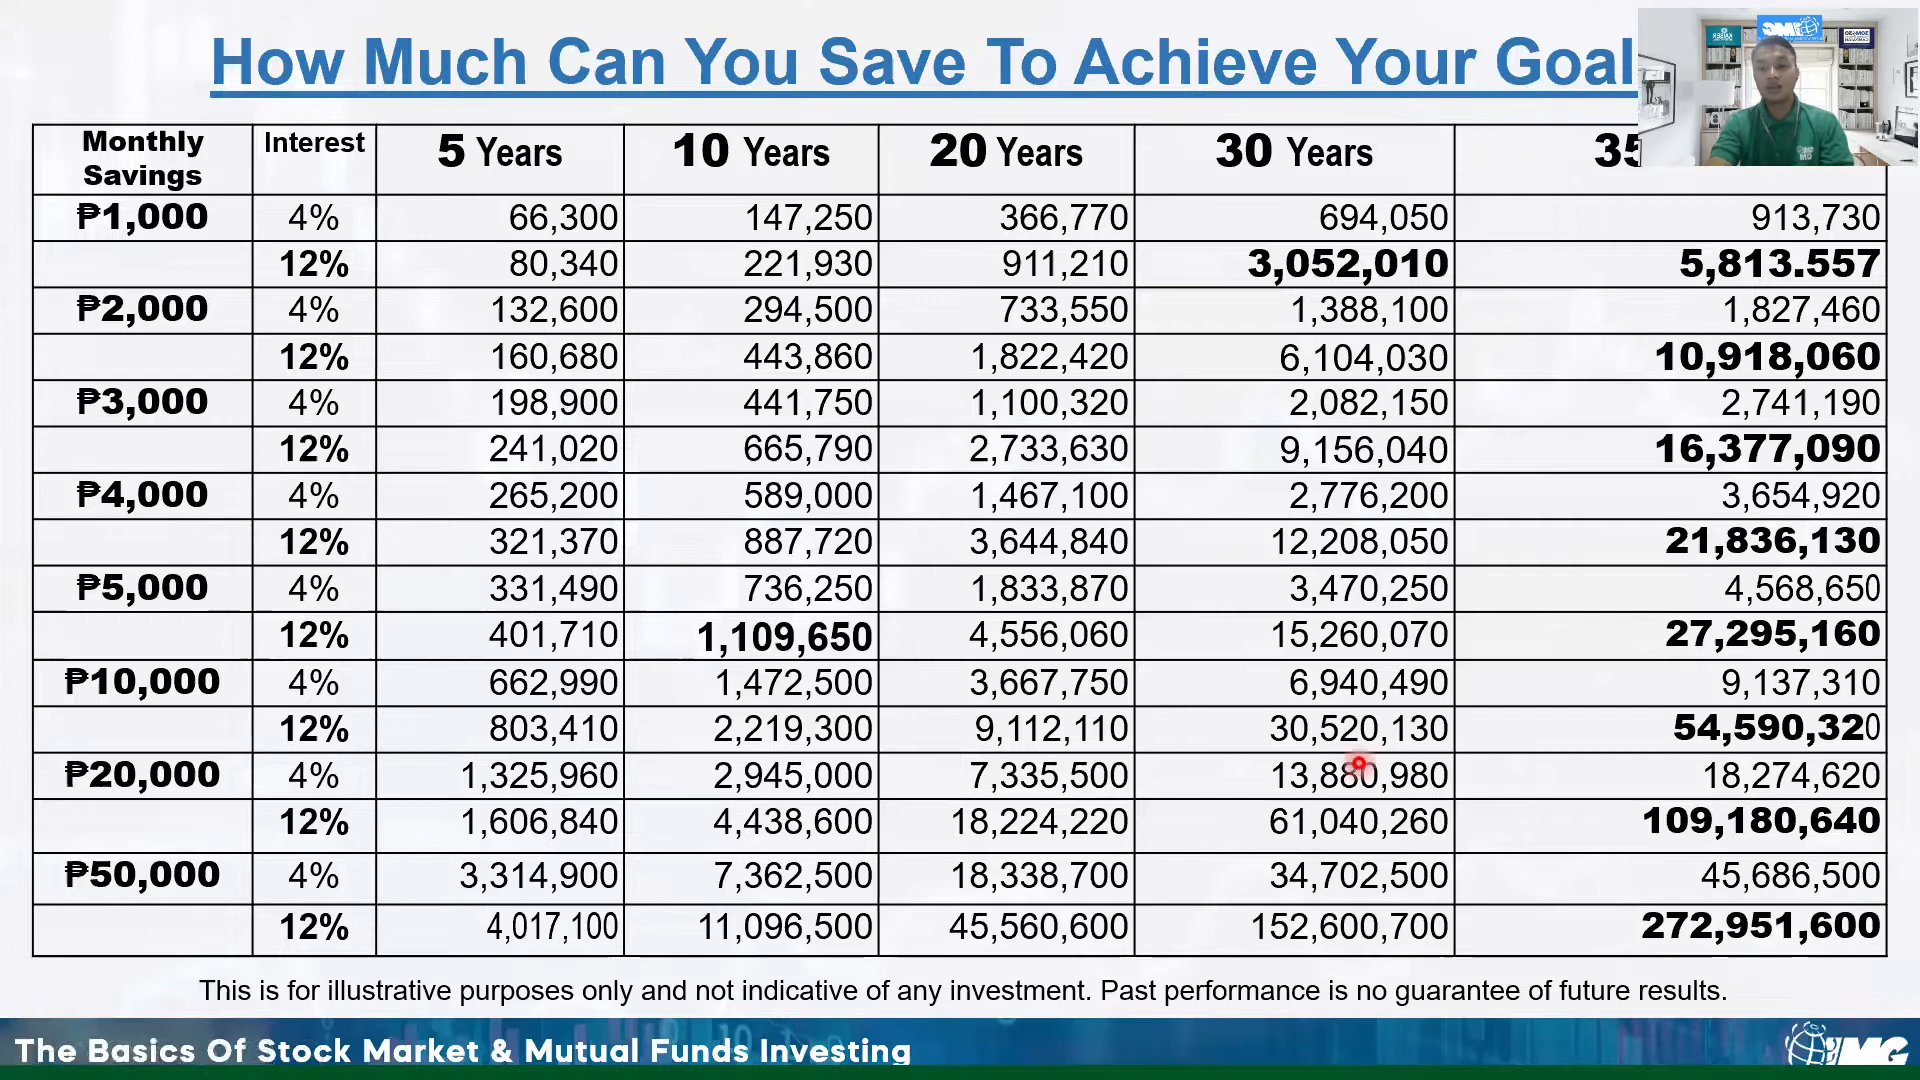 How Much Can You Save To Achieve Your Goal
Monthly Savings Interest 5 Years 10 Years 20 Years 30 Years 35
₱1,000 4% 66,300 147,250 366,770 694,050 913,730
12% 80,340 221,930 911,210 3,052,010 5,813.557
₱2,000 4% 132,600 294,500 733,550 1,388,100 1,827,460
12% 160,680 443,860 1,822,420 6,104,030 10,918,060
₱3,000 4% 198,900 441,750 1,100,320 2,082,150 2,741,190
12% 241,020 665,790 2,733,630 9,156,040 16,377,090
₱4,000 4% 265,200 589,000 1,467,100 2,776,200 3,654,920
12% 321,370 887,720 3,644,840 12,208,050 21,836,130
₱5,000 4% 331,490 736,250 1,833,870 3,470,250 4,568,650
12% 401,710 1,109,650 4,556,060 15,260,070 27,295,160
₱10,000 4% 662,990 1,472,500 3,667,750 6,940,490 9,137,310
12% 803,410 2,219,300 9,112,110 30,520,130 54,590,320
₱20,000 4% 1,325,960 2,945,000 7,335,500 13,880,980 18,274,620
12% 1,606,840 4,438,600 18,224,220 61,040,260 109,180,640
₱50,000 4% 3,314,900 7,362,500 18,338,700 34,702,500 45,686,500
12% 4,017,100 11,096,500 45,560,600 152,600,700 272,951,600
This is for illustrative purposes only and not indicative of any investment. Past performance is no guarantee of future results.
The Basics Of Stock Market & Mutual Funds Investing
IMG